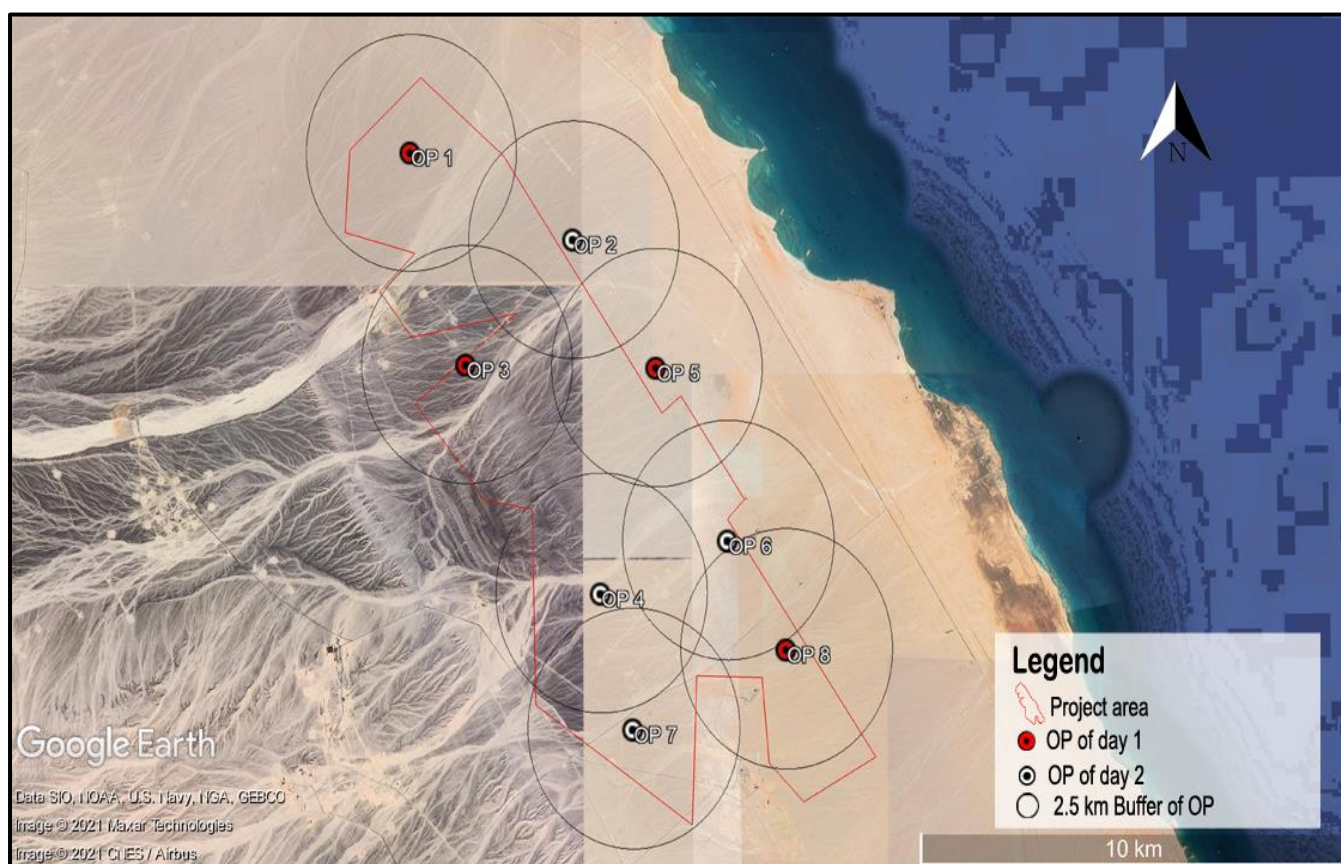 N
OP 1
OP 2
OP 3
OP 5
OP 6
OP 4
OP 8
OP 7
Legend
Project area
OP of day 1
OP of day 2
2.5 km Buffer of OP
Google Earth
Data SIO, NOAA, U.S. Navy, NGA, GEBCO
Image © 2021 Maxar Technologies
Image © 2021 CNES / Airbus
10 km